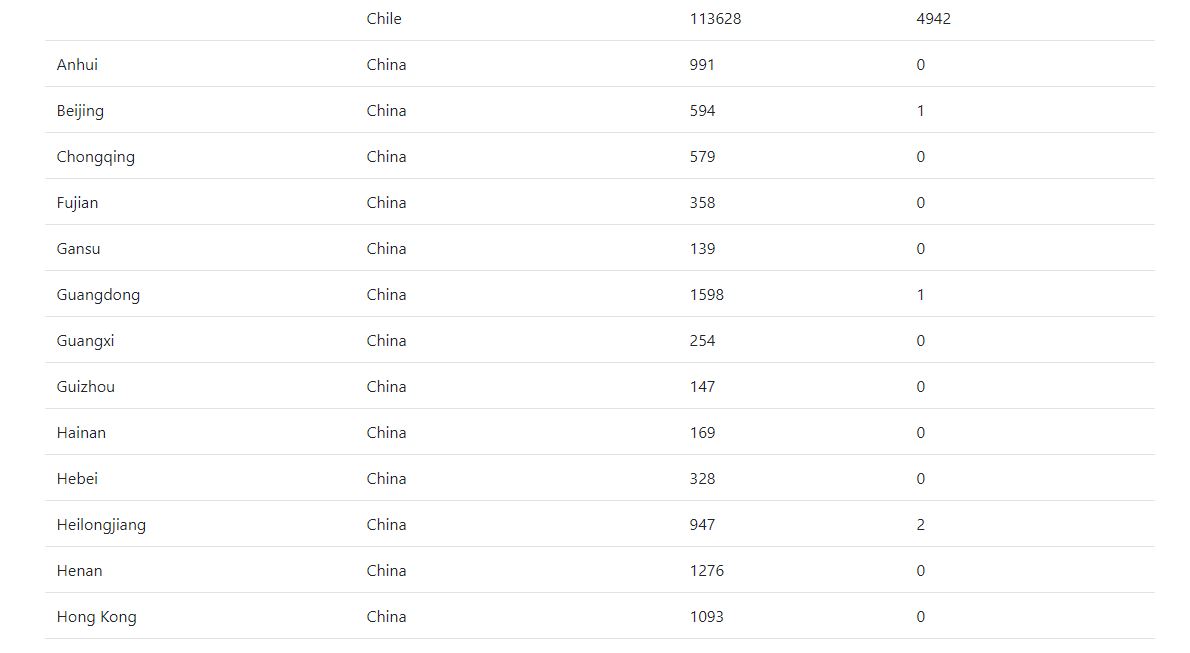 Chile 113628 4942
Anhui China 991 0
Beijing China 594 1
Chongqing China 579 0
Fujian China 358 0
Gansu China 139 0
Guangdong China 1598 1
Guangxi China 254 0
Guizhou China 147 0
Hainan China 169 0
Hebei China 328 0
Heilongjiang China 947 2
Henan China 1276 0
Hong Kong China 1093 0